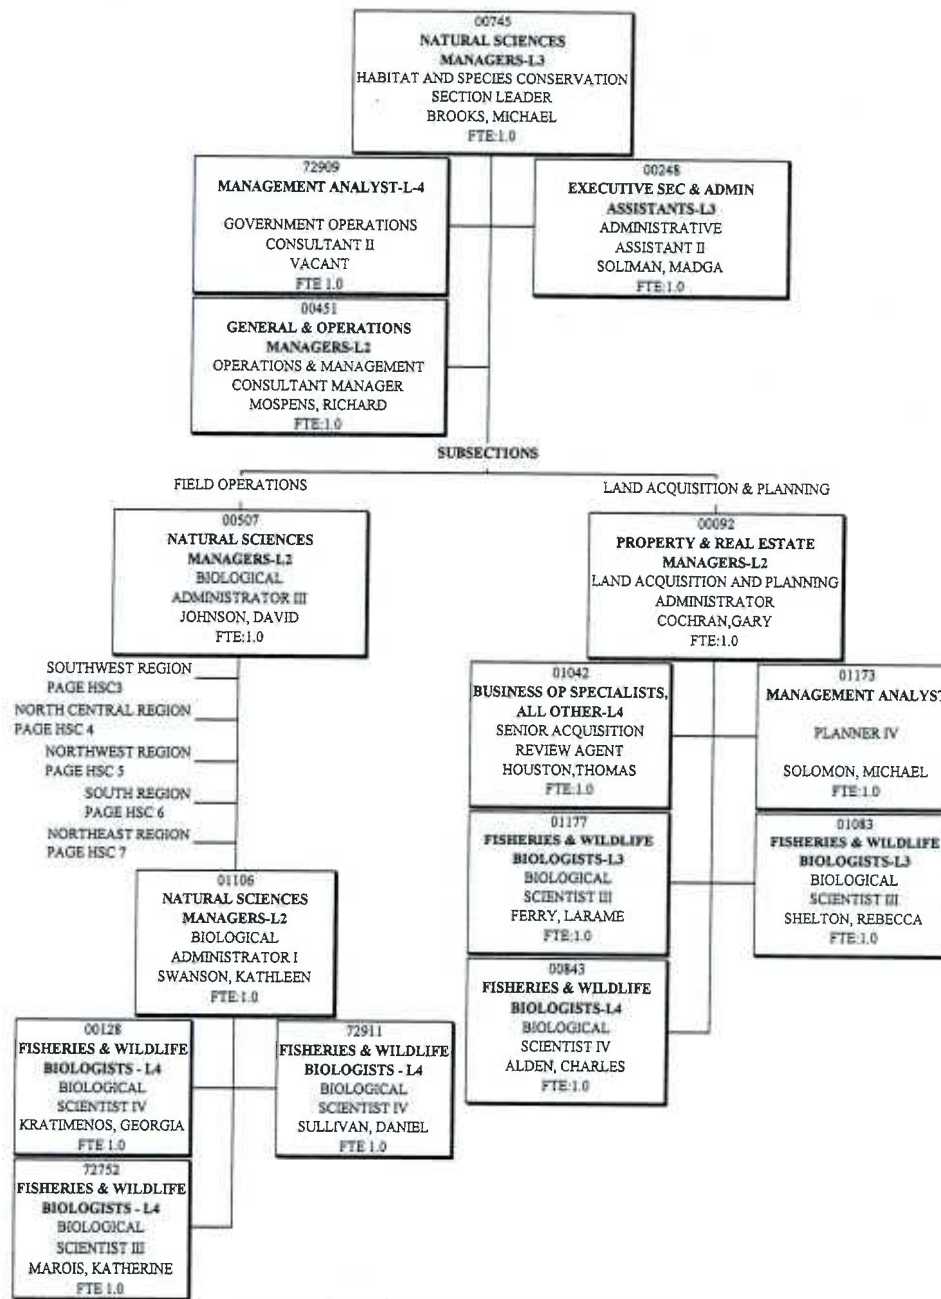 00745
NATURAL SCIENCES
MANAGERS-L3
HABITAT AND SPECIES CONSERVATION
SECTION LEADER
BROOKS, MICHAEL
FTE:1.0
72909
MANAGEMENT ANALYST-L-4
GOVERNMENT OPERATIONS
CONSULTANT II
VACANT
FTE 1.0
00248
EXECUTIVE SEC & ADMIN
ASSISTANTS-L3
ADMINISTRATIVE
ASSISTANT II
SOLIMAN, MADGA
FTE:1.0
00451
GENERAL & OPERATIONS
MANAGERS-L2
OPERATIONS & MANAGEMENT
CONSULTANT MANAGER
MOSPENS, RICHARD
FTE:1.0
SUBSECTIONS
FIELD OPERATIONS
LAND ACQUISITION & PLANNING
00507
NATURAL SCIENCES
MANAGERS-L2
BIOLOGICAL
ADMINISTRATOR III
JOHNSON, DAVID
FTE:1.0
00092
PROPERTY & REAL ESTATE
MANAGERS-L2
LAND ACQUISITION AND PLANNING
ADMINISTRATOR
COCHRAN,GARY
FTE:1.0
SOUTHWEST REGION
PAGE HSC3
NORTH CENTRAL REGION
PAGE HSC 4
NORTHWEST REGION
PAGE HSC 5
SOUTH REGION
PAGE HSC 6
NORTHEAST REGION
PAGE HSC 7
01042
BUSINESS OP SPECIALISTS,
ALL OTHER-L4
SENIOR ACQUISITION
REVIEW AGENT
HOUSTON,THOMAS
FTE:1.0
01173
MANAGEMENT ANALYST
PLANNER IV
SOLOMON, MICHAEL
FTE:1.0
01177
FISHERIES & WILDLIFE
BIOLOGISTS-L3
BIOLOGICAL
SCIENTIST III
FERRY, LARAME
FTE:1.0
01083
FISHERIES & WILDLIFE
BIOLOGISTS-L3
BIOLOGICAL
SCIENTIST III
SHELTON, REBECCA
FTE:1.0
01106
NATURAL SCIENCES
MANAGERS-L2
BIOLOGICAL
ADMINISTRATOR I
SWANSON, KATHLEEN
FTE:1.0
00843
FISHERIES & WILDLIFE
BIOLOGISTS-L4
BIOLOGICAL
SCIENTIST IV
ALDEN, CHARLES
FTE:1.0
00128
FISHERIES & WILDLIFE
BIOLOGISTS - L4
BIOLOGICAL
SCIENTIST IV
KRATIMENOS, GEORGIA
FTE 1.0
72911
FISHERIES & WILDLIFE
BIOLOGISTS - L4
BIOLOGICAL
SCIENTIST IV
SULLIVAN, DANIEL
FTE 1.0
72752
FISHERIES & WILDLIFE
BIOLOGISTS - L4
BIOLOGICAL
SCIENTIST III
MAROIS, KATHERINE
FTE 1.0